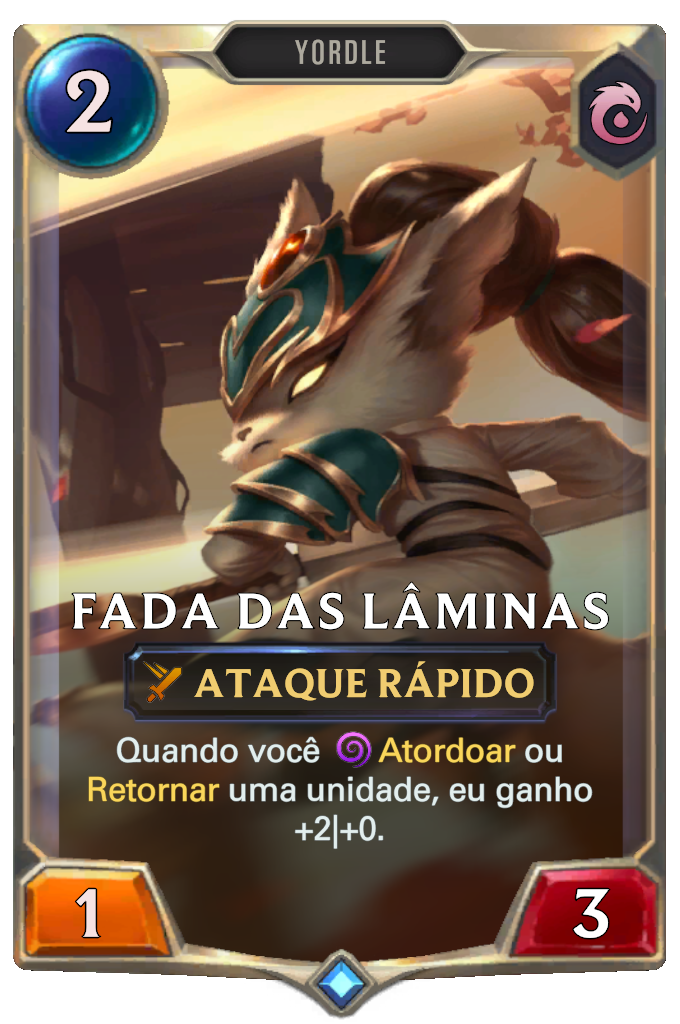 YORDLE
2
FADA DAS LÂMINAS
ATAQUE RÁPIDO
Quando você Atordoar ou
Retornar uma unidade, eu ganho
+2|+0.
1
3